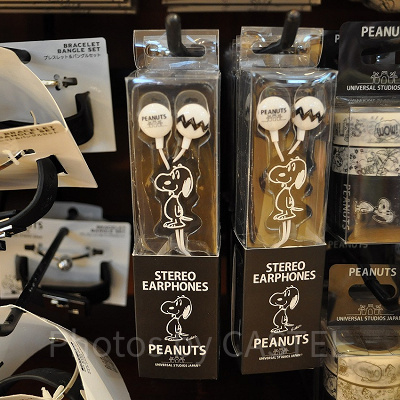 BRACELET
BANGLE SET
ブレスレット&バングルセット
PEANUTS
STEREO
EARPHONES
PEANUTS
UNIVERSAL STUDIOS JAPAN
PEANUTS
STEREO
EARPHONES
PEANUTS
UNIVERSAL STUDIOS JAPAN
PEANUTS
UNIVERSAL STUDIOS JAPAN
PEANUTS
PEANUTS
UNIVERSAL STUDIOS JAPAN